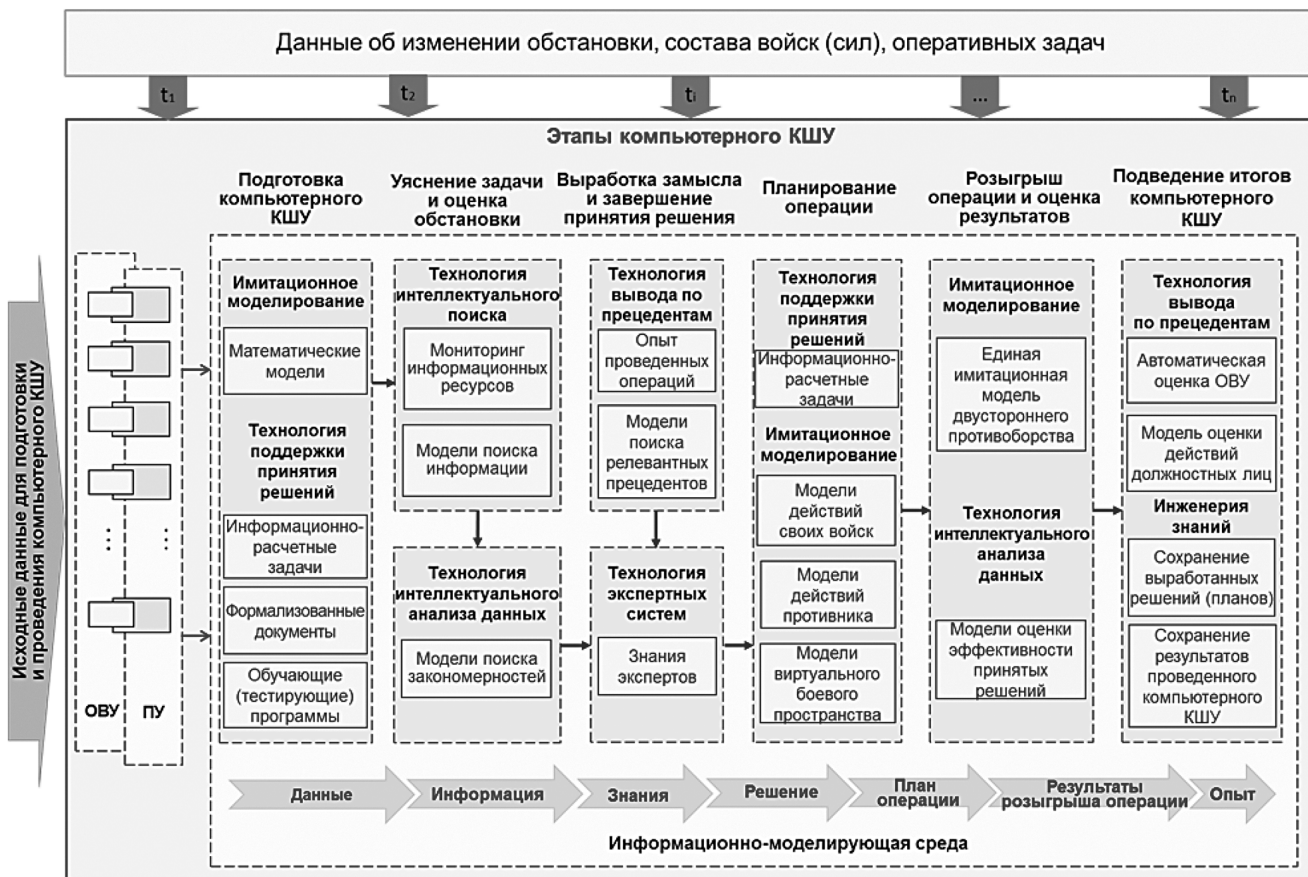 Данные об изменении обстановки, состава войск (сил), оперативных задач
t1
t2
ti
...
tn
Этапы компьютерного КШУ
Исходные данные для подготовки
и проведения компьютерного КШУ
ОВУ
ПУ
Подготовка
компьютерного
КШУ
Имитационное
моделирование
Математические
модели
Технология
поддержки
принятия
решений
Информационно-
расчетные
задачи
Формализованные
документы
Обучающие
(тестирующие)
программы
Уяснение задачи
и оценка
обстановки
Технология
интеллектуального
поиска
Мониторинг
информационных
ресурсов
Модели поиска
информации
Технология
интеллектуального
анализа данных
Модели поиска
закономерностей
Выработка замысла
и завершение
принятия решения
Технология
вывода по
прецедентам
Опыт
проведенных
операций
Модели
поиска
релевантных
прецедентов
Технология
экспертных
систем
Знания
экспертов
Планирование
операции
Технология
поддержки
принятия
решений
Информационно-
расчетные
задачи
Имитационное
моделирование
Модели
действий
своих войск
Модели
действий
противника
Модели
виртуального
боевого
пространства
Розыгрыш
операции и оценка
результатов
Имитационное
моделирование
Единая
имитационная
модель
двустороннего
противоборства
Технология
интеллектуального
анализа
данных
Модели оценки
эффективности
принятых
решений
Подведение итогов
компьютерного
КШУ
Технология
вывода
по прецедентам
Автоматическая
оценка ОВУ
Модель оценки
действий
должностных лиц
Инженерия
знаний
Сохранение
выработанных
решений (планов)
Сохранение
результатов
проведенного
компьютерного
КШУ
Данные
Информация
Знания
Решение
План
операции
Результаты
розыгрыша операции
Опыт
Информационно-моделирующая среда